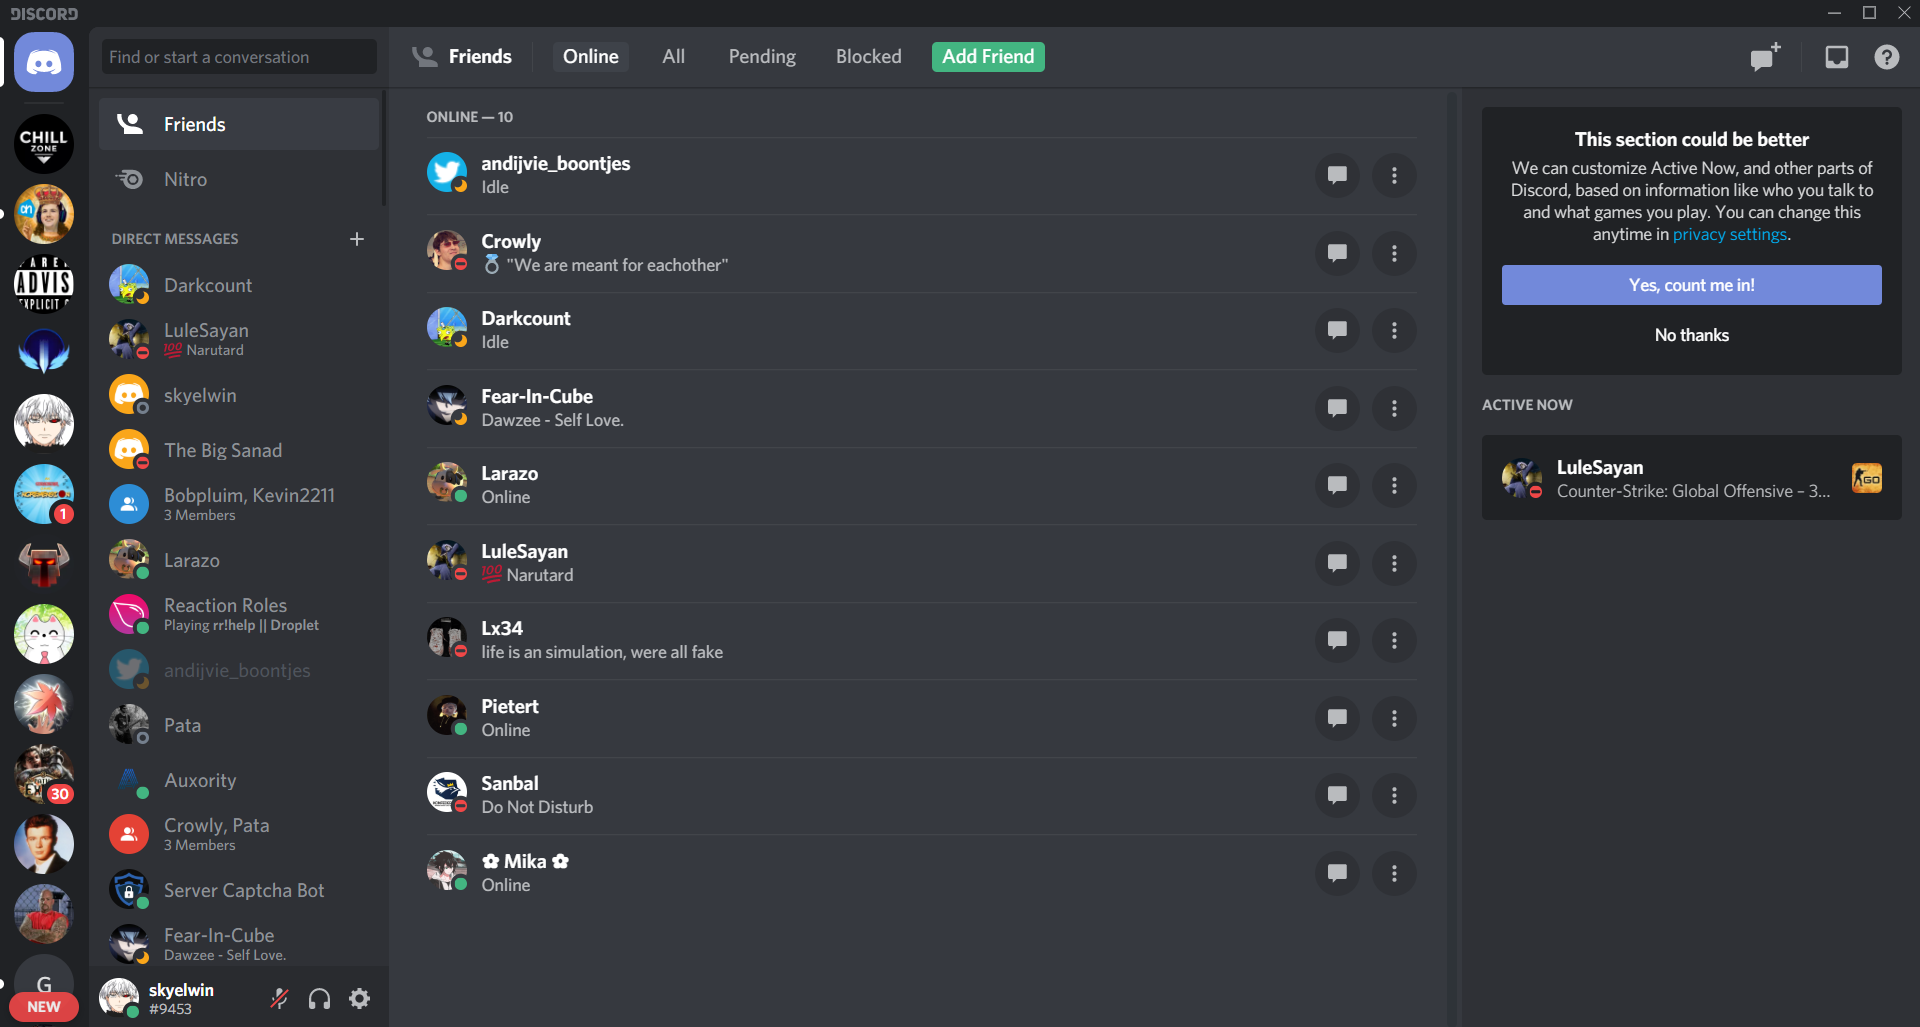 DISCORD
Find or start a conversation
Friends
Online
All
Pending
Blocked
Add Friend
CHILL
ZONE
ARE
ADVIS
EXPLICIT C
1
30
G
NEW
Friends
Nitro
DIRECT MESSAGES
Darkcount
LuleSayan
100 Narutard
skyelwin
The Big Sanad
Bobpluim, Kevin2211
3 Members
Larazo
Reaction Roles
Playing rr!help || Droplet
andijvie_boontjes
Pata
Auxority
Crowly, Pata
3 Members
Server Captcha Bot
Fear-In-Cube
Dawzee - Self Love.
skyelwin
#9453
ONLINE — 10
andijvie_boontjes
Idle
Crowly
"We are meant for eachother"
Darkcount
Idle
Fear-In-Cube
Dawzee - Self Love.
Larazo
Online
LuleSayan
100 Narutard
Lx34
life is an simulation, were all fake
Pietert
Online
Sanbal
Do Not Disturb
✿ Mika ✿
Online
This section could be better
We can customize Active Now, and other parts of
Discord, based on information like who you talk to
and what games you play. You can change this
anytime in privacy settings.
Yes, count me in!
No thanks
ACTIVE NOW
LuleSayan
Counter-Strike: Global Offensive – 3...
GO